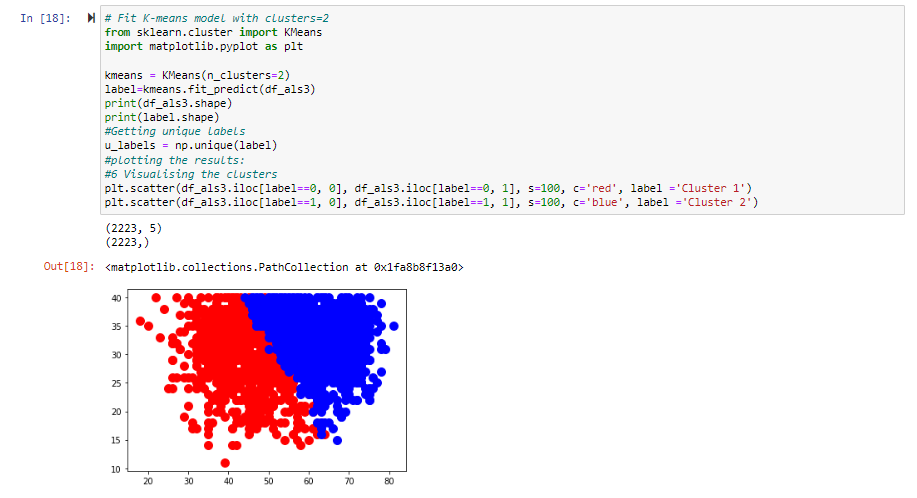 In [18]:
# Fit K-means model with clusters=2
from sklearn.cluster import KMeans
import matplotlib.pyplot as plt
kmeans = KMeans(n_clusters=2)
label=kmeans.fit_predict(df_als3)
print(df_als3.shape)
print(label.shape)
#Getting unique labels
u_labels = np.unique(label)
#plotting the results:
#6 Visualising the clusters
plt.scatter(df_als3.iloc[label==0, 0], df_als3.iloc[label==0, 1], s=100, c='red', label ='Cluster 1')
plt.scatter(df_als3.iloc[label==1, 0], df_als3.iloc[label==1, 1], s=100, c='blue', label ='Cluster 2')
(2223, 5)
(2223,)
Out[18]: <matplotlib.collections.PathCollection at 0x1fa8b8f13a0>
40
35
30
25
20
15
10
20 30 40 50 60 70 80